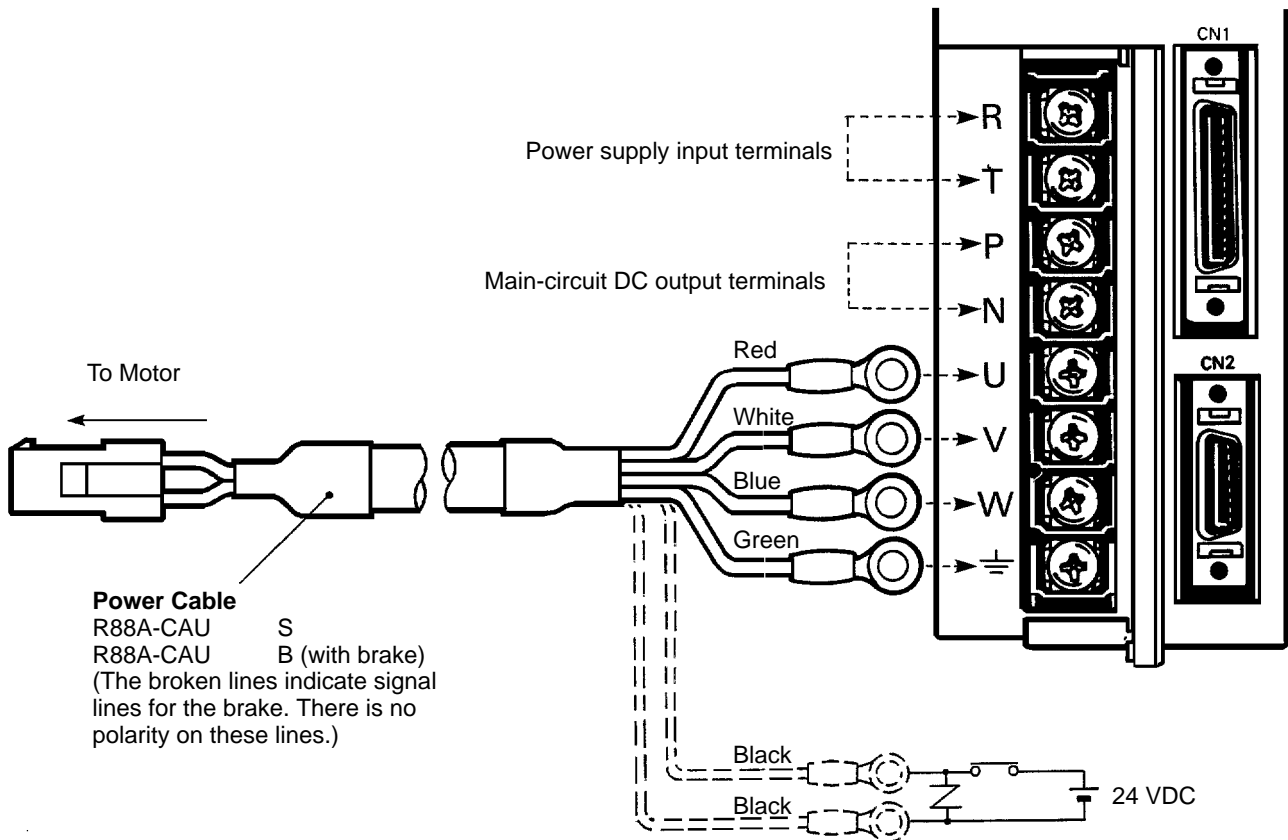 CN1
R
Power supply input terminals
T
P
Main-circuit DC output terminals
N
Red
U
CN2
To Motor
White
V
Blue
W
Green
Power Cable
R88A-CAU S
R88A-CAU B (with brake)
(The broken lines indicate signal
lines for the brake. There is no
polarity on these lines.)
Black
24 VDC
Black